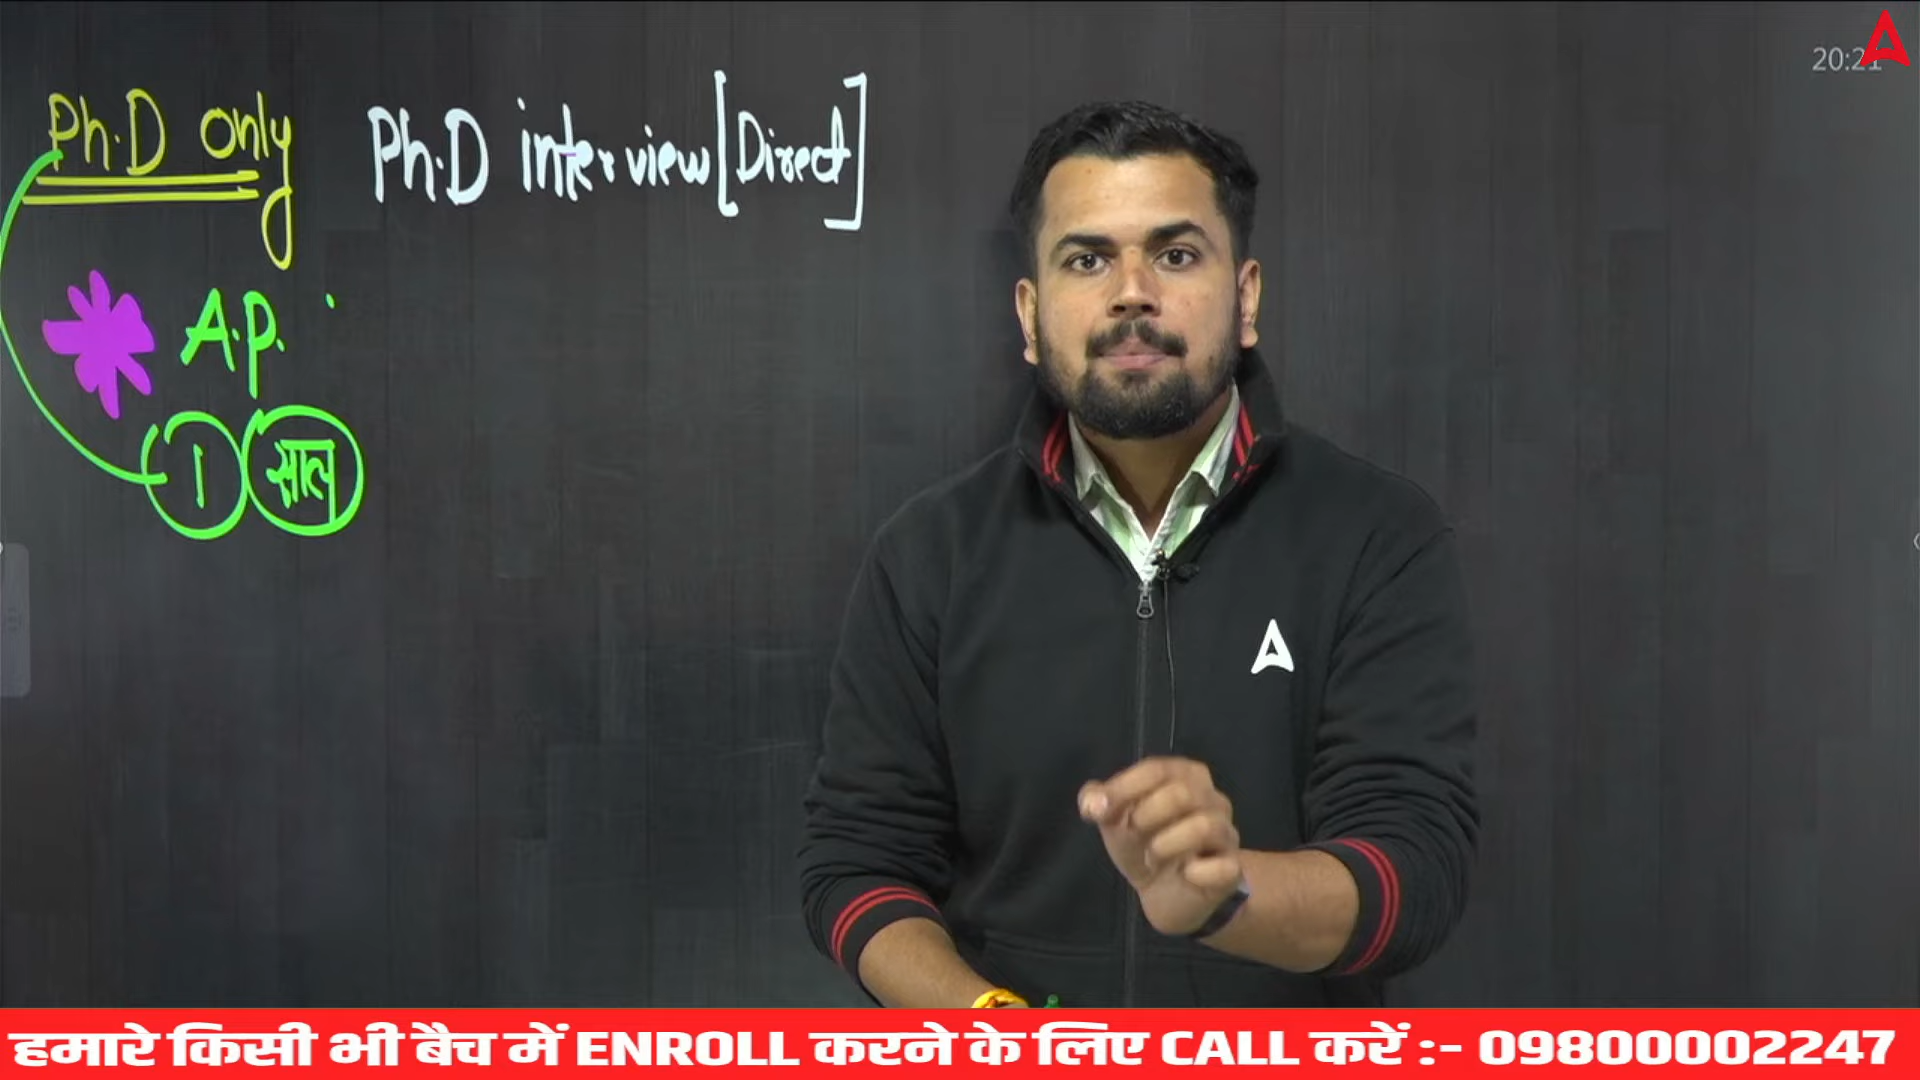 Ph.D only
Ph.D interview [Direct]
A.P.
1 साल
20:21
हमारे किसी भी बैच में ENROLL करने के लिए CALL करें :- 09800002247